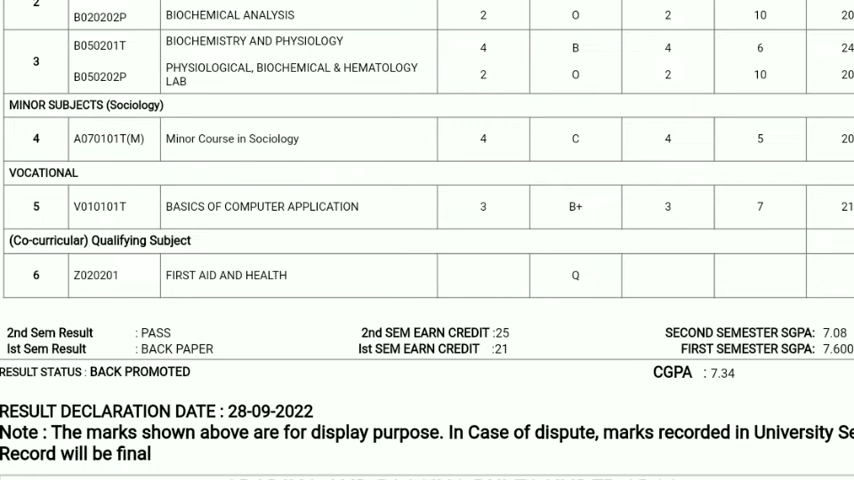 2
B020202P BIOCHEMICAL ANALYSIS 2 O 2 10 20
3
B050201T BIOCHEMISTRY AND PHYSIOLOGY 4 B 4 6 24
B050202P PHYSIOLOGICAL, BIOCHEMICAL & HEMATOLOGY LAB 2 O 2 10 20
MINOR SUBJECTS (Sociology)
4 A070101T(M) Minor Course in Sociology 4 C 4 5 20
VOCATIONAL
5 V010101T BASICS OF COMPUTER APPLICATION 3 B+ 3 7 21
(Co-curricular) Qualifying Subject
6 Z020201 FIRST AID AND HEALTH Q
2nd Sem Result : PASS 2nd SEM EARN CREDIT :25 SECOND SEMESTER SGPA: 7.08
Ist Sem Result : BACK PAPER Ist SEM EARN CREDIT :21 FIRST SEMESTER SGPA: 7.600
RESULT STATUS : BACK PROMOTED CGPA : 7.34
RESULT DECLARATION DATE : 28-09-2022
Note : The marks shown above are for display purpose. In Case of dispute, marks recorded in University Se
Record will be final